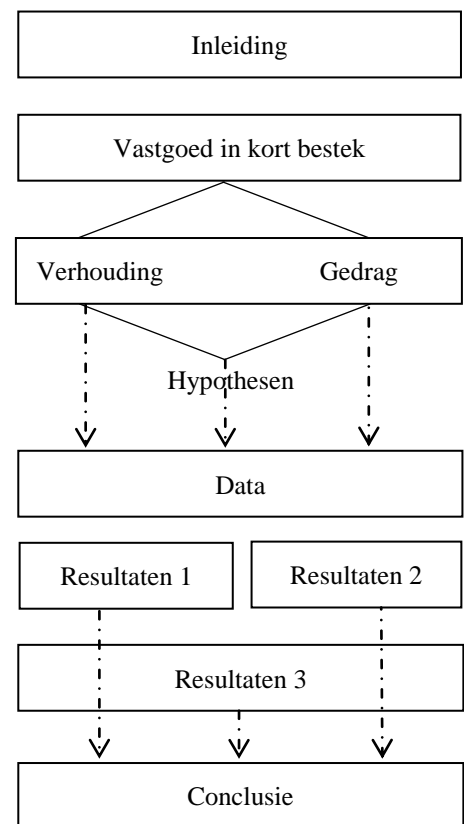 Inleiding
Vastgoed in kort bestek
Verhouding Gedrag
Hypothesen
Data
Resultaten 1 Resultaten 2
Resultaten 3
Conclusie